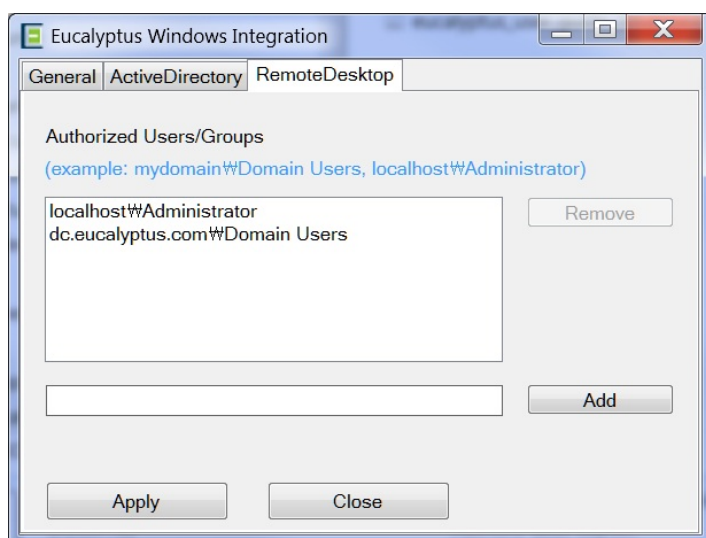 Eucalyptus Windows Integration
General ActiveDirectory RemoteDesktop
Authorized Users/Groups
(example: mydomain₩Domain Users, localhost₩Administrator)
localhost₩Administrator
Remove
dc.eucalyptus.com₩Domain Users
Add
Apply Close